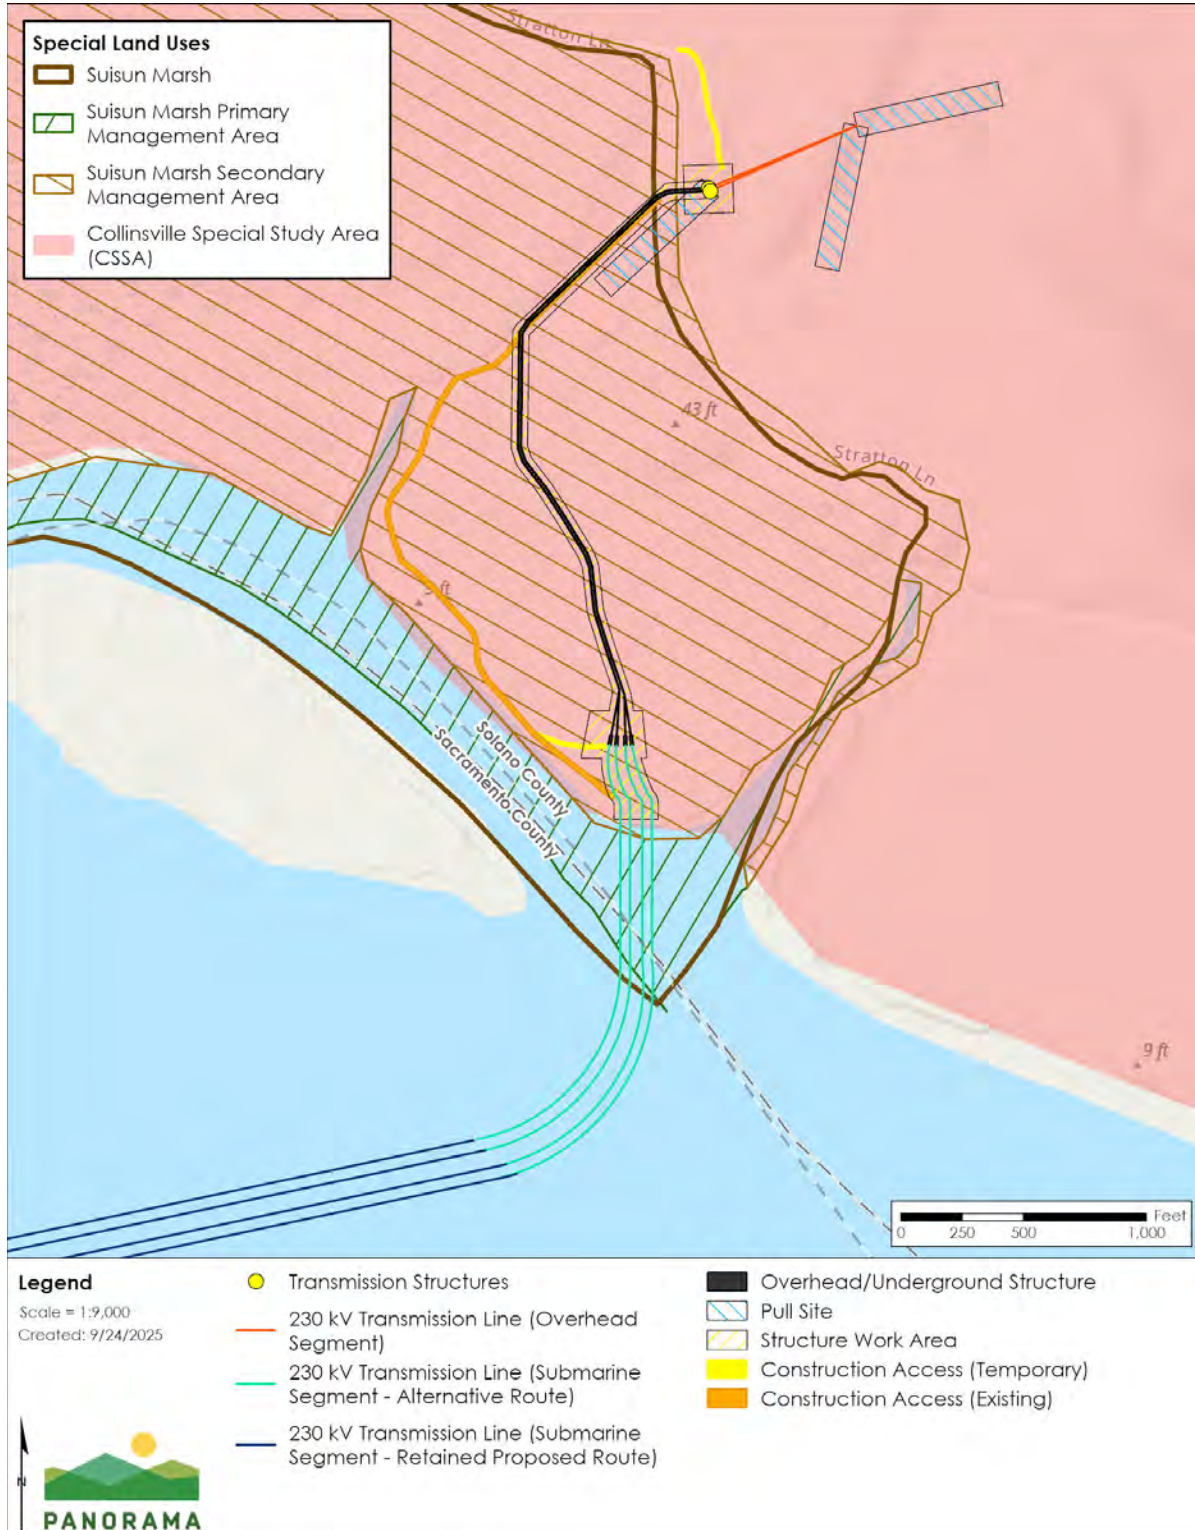 Special Land Uses
Suisun Marsh
Suisun Marsh Primary
Management Area
Suisun Marsh Secondary
Management Area
Collinsville Special Study Area
(CSSA)
Stratton Ln
43 ft
Stratton Ln
5 ft
Solano County
Sacramento County
9 ft
Feet
0 250 500 1,000
Legend
Scale = 1:9,000
Created: 9/24/2025
N
PANORAMA
Transmission Structures
230 kV Transmission Line (Overhead
Segment)
230 kV Transmission Line (Submarine
Segment - Alternative Route)
230 kV Transmission Line (Submarine
Segment - Retained Proposed Route)
Overhead/Underground Structure
Pull Site
Structure Work Area
Construction Access (Temporary)
Construction Access (Existing)